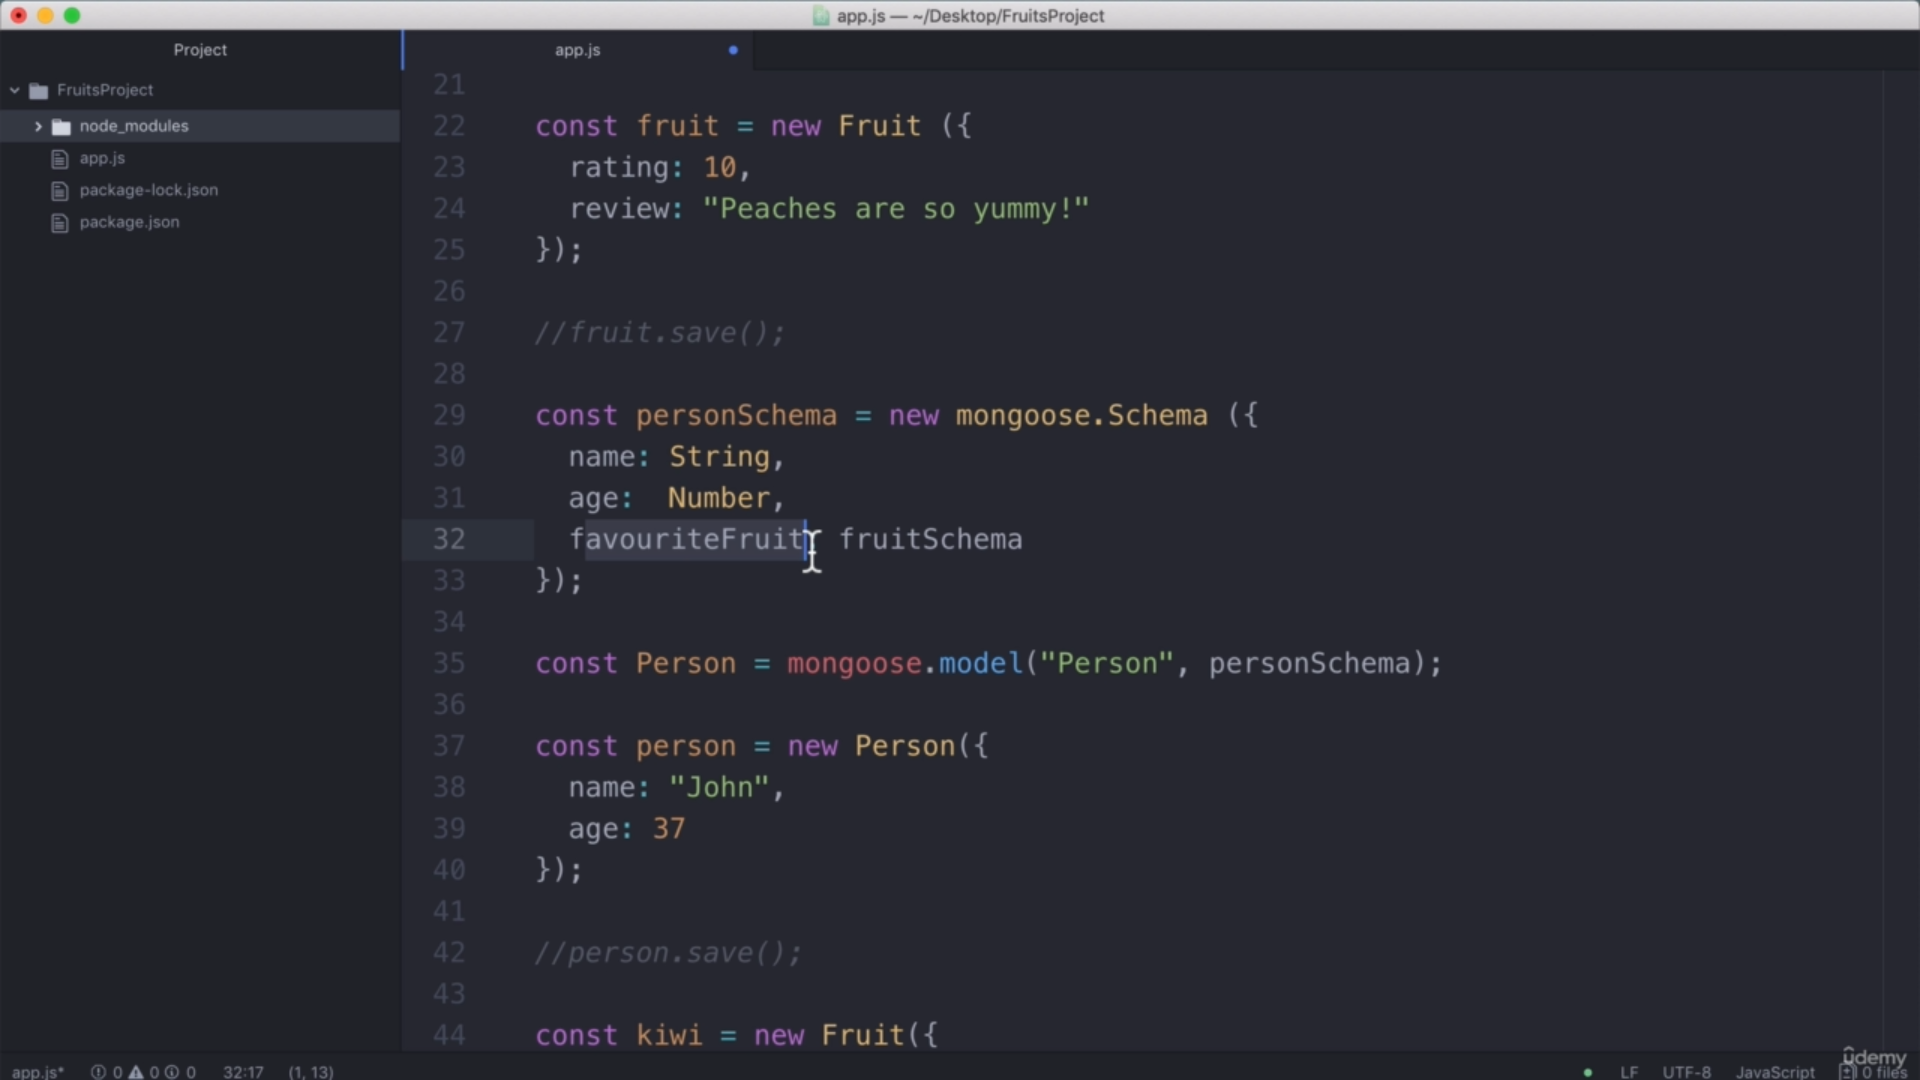 app.js — ~/Desktop/FruitsProject
Project
app.js
FruitsProject
node_modules
app.js
package-lock.json
package.json
21
22 const fruit = new Fruit ({
23 rating: 10,
24 review: "Peaches are so yummy!"
25 });
26
27 //fruit.save();
28
29 const personSchema = new mongoose.Schema ({
30 name: String,
31 age:  Number,
32 favouriteFruit fruitSchema
33 });
34
35 const Person = mongoose.model("Person", personSchema);
36
37 const person = new Person({
38 name: "John",
39 age: 37
40 });
41
42 //person.save();
43
44 const kiwi = new Fruit({
app.js* 0 0 0 32:17 (1, 13) LF UTF-8 JavaScript 0 files
ûdemy